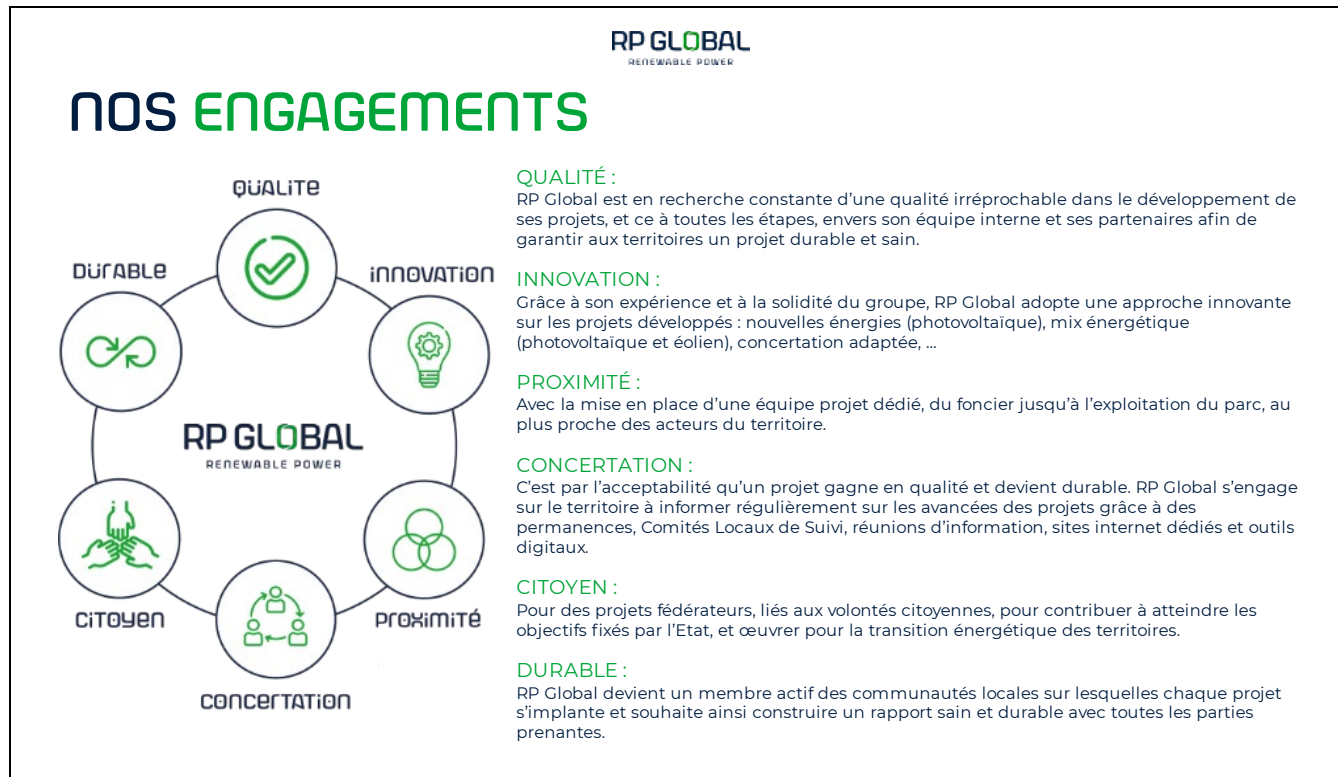 RP GLOBAL
RENEWABLE POWER
NOS ENGAGEMENTS
QUALITE
DURABLE
INNOVATION
RP GLOBAL
RENEWABLE POWER
CITOYEN
PROXIMITÉ
CONCERTATION
QUALITÉ :
RP Global est en recherche constante d’une qualité irréprochable dans le développement de
ses projets, et ce à toutes les étapes, envers son équipe interne et ses partenaires afin de
garantir aux territoires un projet durable et sain.
INNOVATION :
Grâce à son expérience et à la solidité du groupe, RP Global adopte une approche innovante
sur les projets développés : nouvelles énergies (photovoltaïque), mix énergétique
(photovoltaïque et éolien), concertation adaptée, ...
PROXIMITÉ :
Avec la mise en place d’une équipe projet dédié, du foncier jusqu’à l’exploitation du parc, au
plus proche des acteurs du territoire.
CONCERTATION :
C’est par l’acceptabilité qu’un projet gagne en qualité et devient durable. RP Global s’engage
sur le territoire à informer régulièrement sur les avancées des projets grâce à des
permanences, Comités Locaux de Suivi, réunions d’information, sites internet dédiés et outils
digitaux.
CITOYEN :
Pour des projets fédérateurs, liés aux volontés citoyennes, pour contribuer à atteindre les
objectifs fixés par l’Etat, et œuvrer pour la transition énergétique des territoires.
DURABLE :
RP Global devient un membre actif des communautés locales sur lesquelles chaque projet
s’implante et souhaite ainsi construire un rapport sain et durable avec toutes les parties
prenantes.